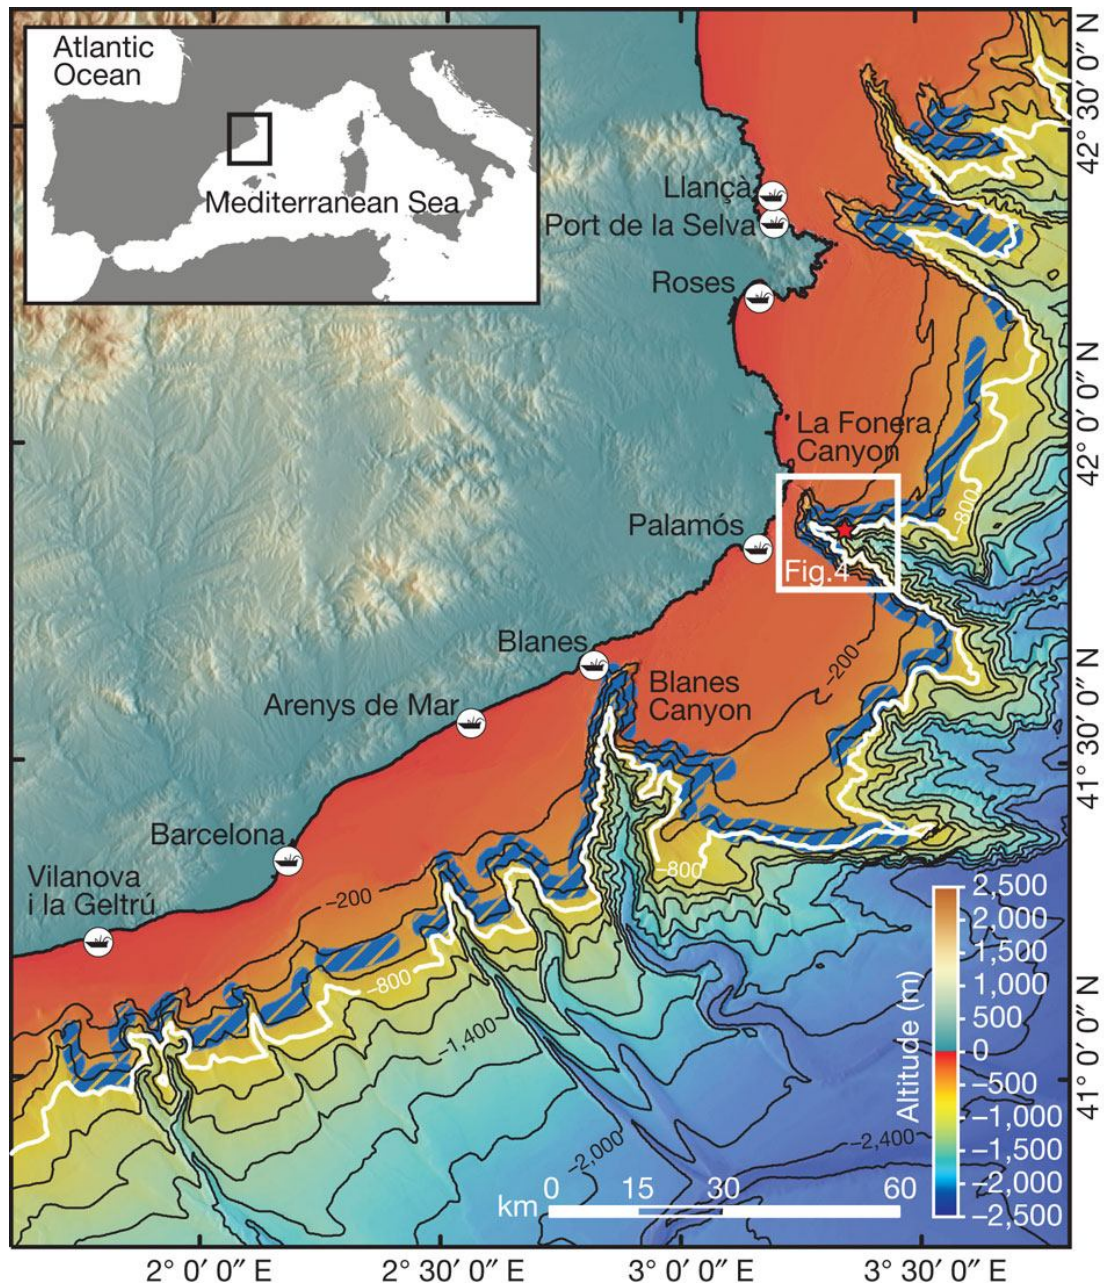 Atlantic
Ocean
Mediterranean Sea
Llançà
Port de la Selva
Roses
La Fonera
Canyon
–800
Palamós
Fig.4
Blanes
–200
Blanes
Canyon
Arenys de Mar
Barcelona
–800
Vilanova
i la Geltrú
–200
–800
–1,400
–2,000
–2,400
Altitude (m)
2,500
2,000
1,500
1,000
500
0
–500
–1,000
–1,500
–2,000
–2,500
km
0 15 30 60
42° 30′ 0″ N
42° 0′ 0″ N
41° 30′ 0″ N
41° 0′ 0″ N
2° 0′ 0″ E
2° 30′ 0″ E
3° 0′ 0″ E
3° 30′ 0″ E